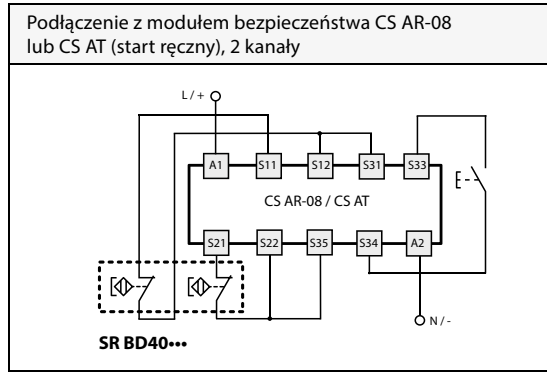 Podłączenie z modułem bezpieczeństwa CS AR-08
lub CS AT (start ręczny), 2 kanały
L / +
A1 S11 S12 S31 S33
CS AR-08 / CS AT
S21 S22 S35 S34 A2
N / -
SR BD40•••